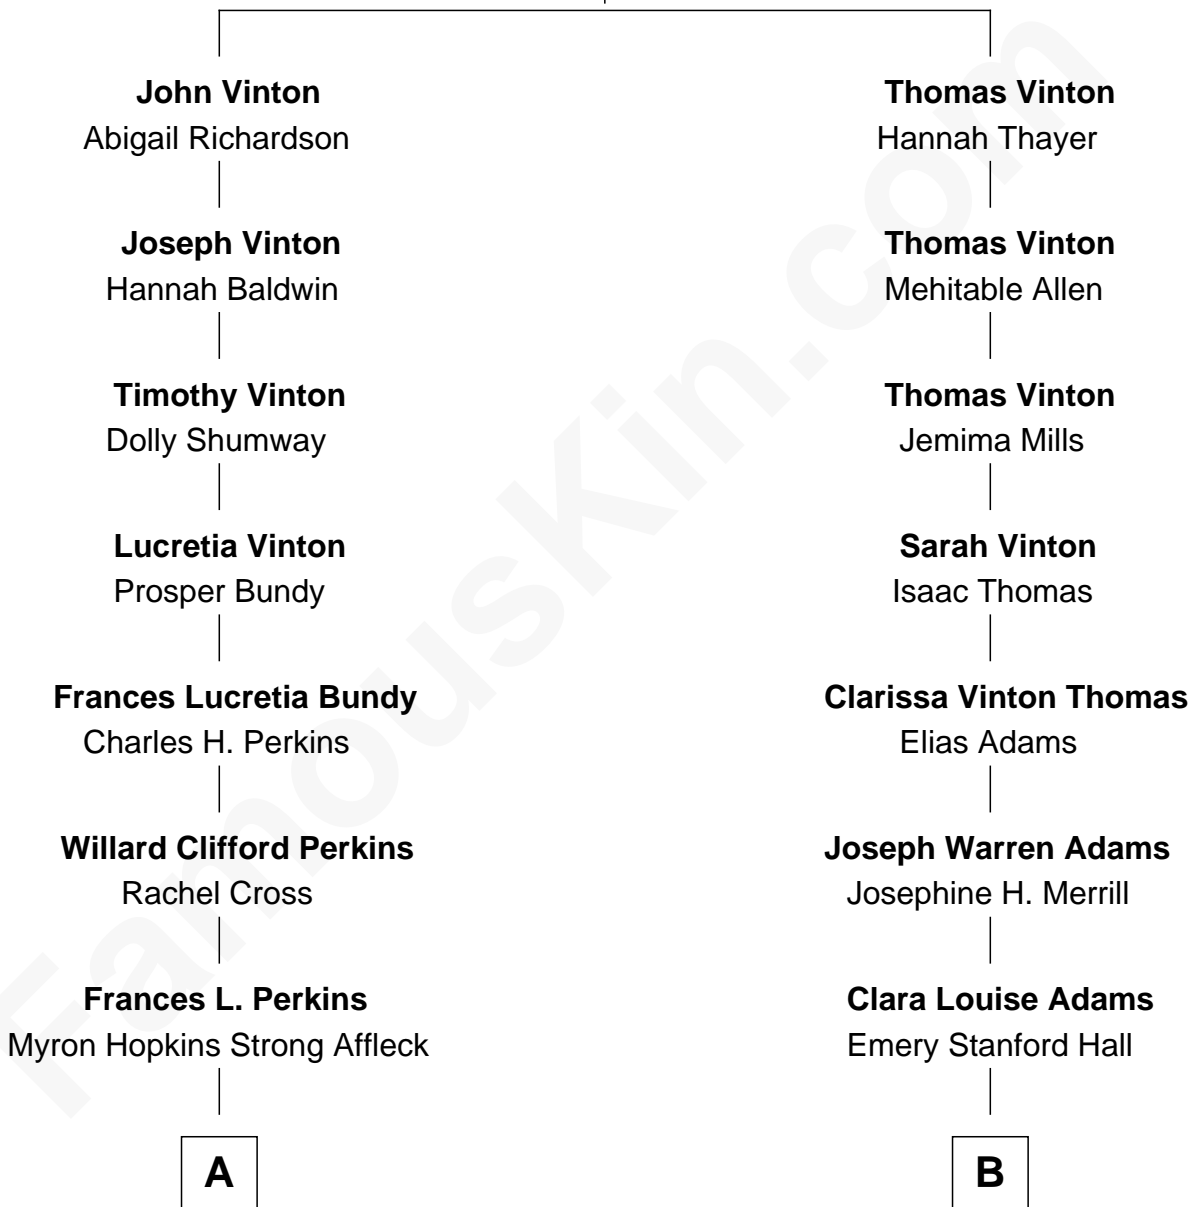 John Vinton
Abigail Richardson
Joseph Vinton
Hannah Baldwin
Timothy Vinton
Dolly Shumway
Lucretia Vinton
Prosper Bundy
Frances Lucretia Bundy
Charles H. Perkins
Willard Clifford Perkins
Rachel Cross
Frances L. Perkins
Myron Hopkins Strong Affleck
A
Thomas Vinton
Hannah Thayer
Thomas Vinton
Mehitable Allen
Thomas Vinton
Jemima Mills
Sarah Vinton
Isaac Thomas
Clarissa Vinton Thomas
Elias Adams
Joseph Warren Adams
Josephine H. Merrill
Clara Louise Adams
Emery Stanford Hall
B
FamousKin.com